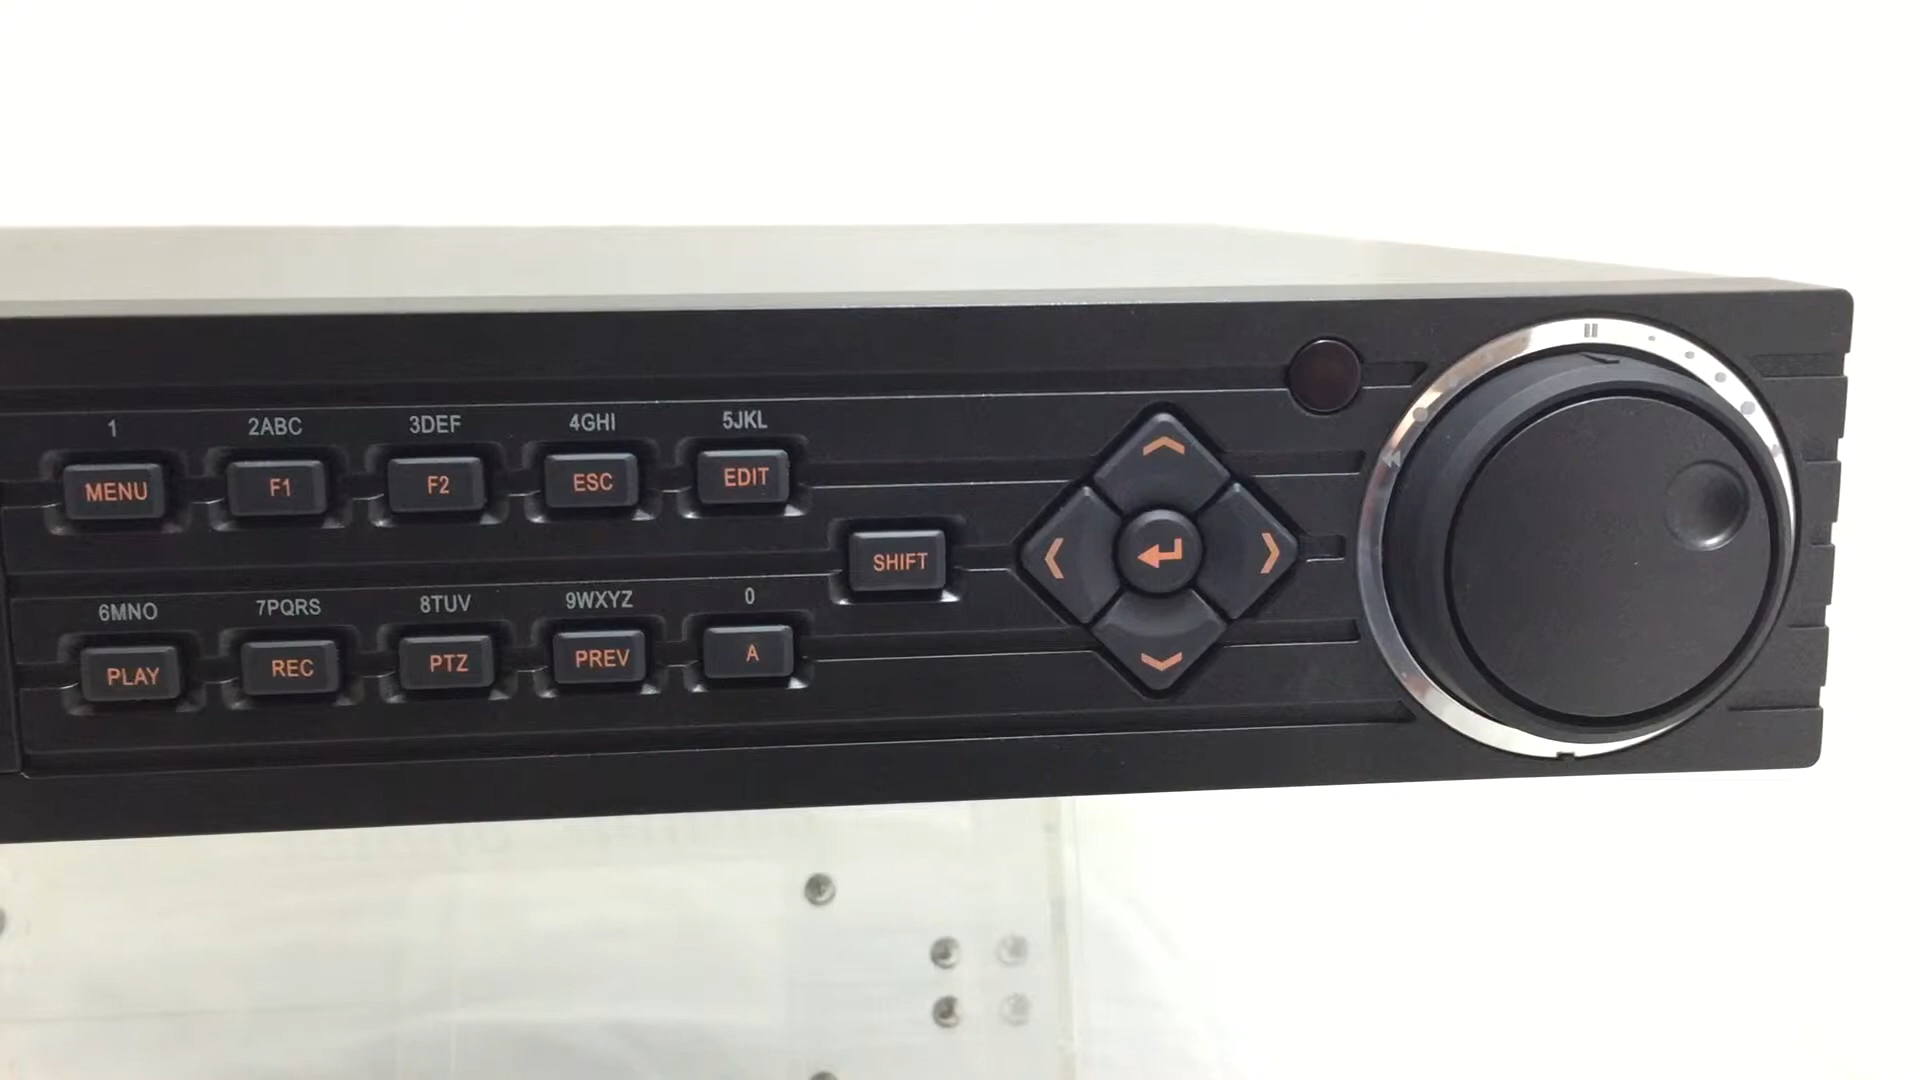 1 2ABC 3DEF 4GHI 5JKL
MENU F1 F2 ESC EDIT
SHIFT
6MNO 7PQRS 8TUV 9WXYZ 0
PLAY REC PTZ PREV A